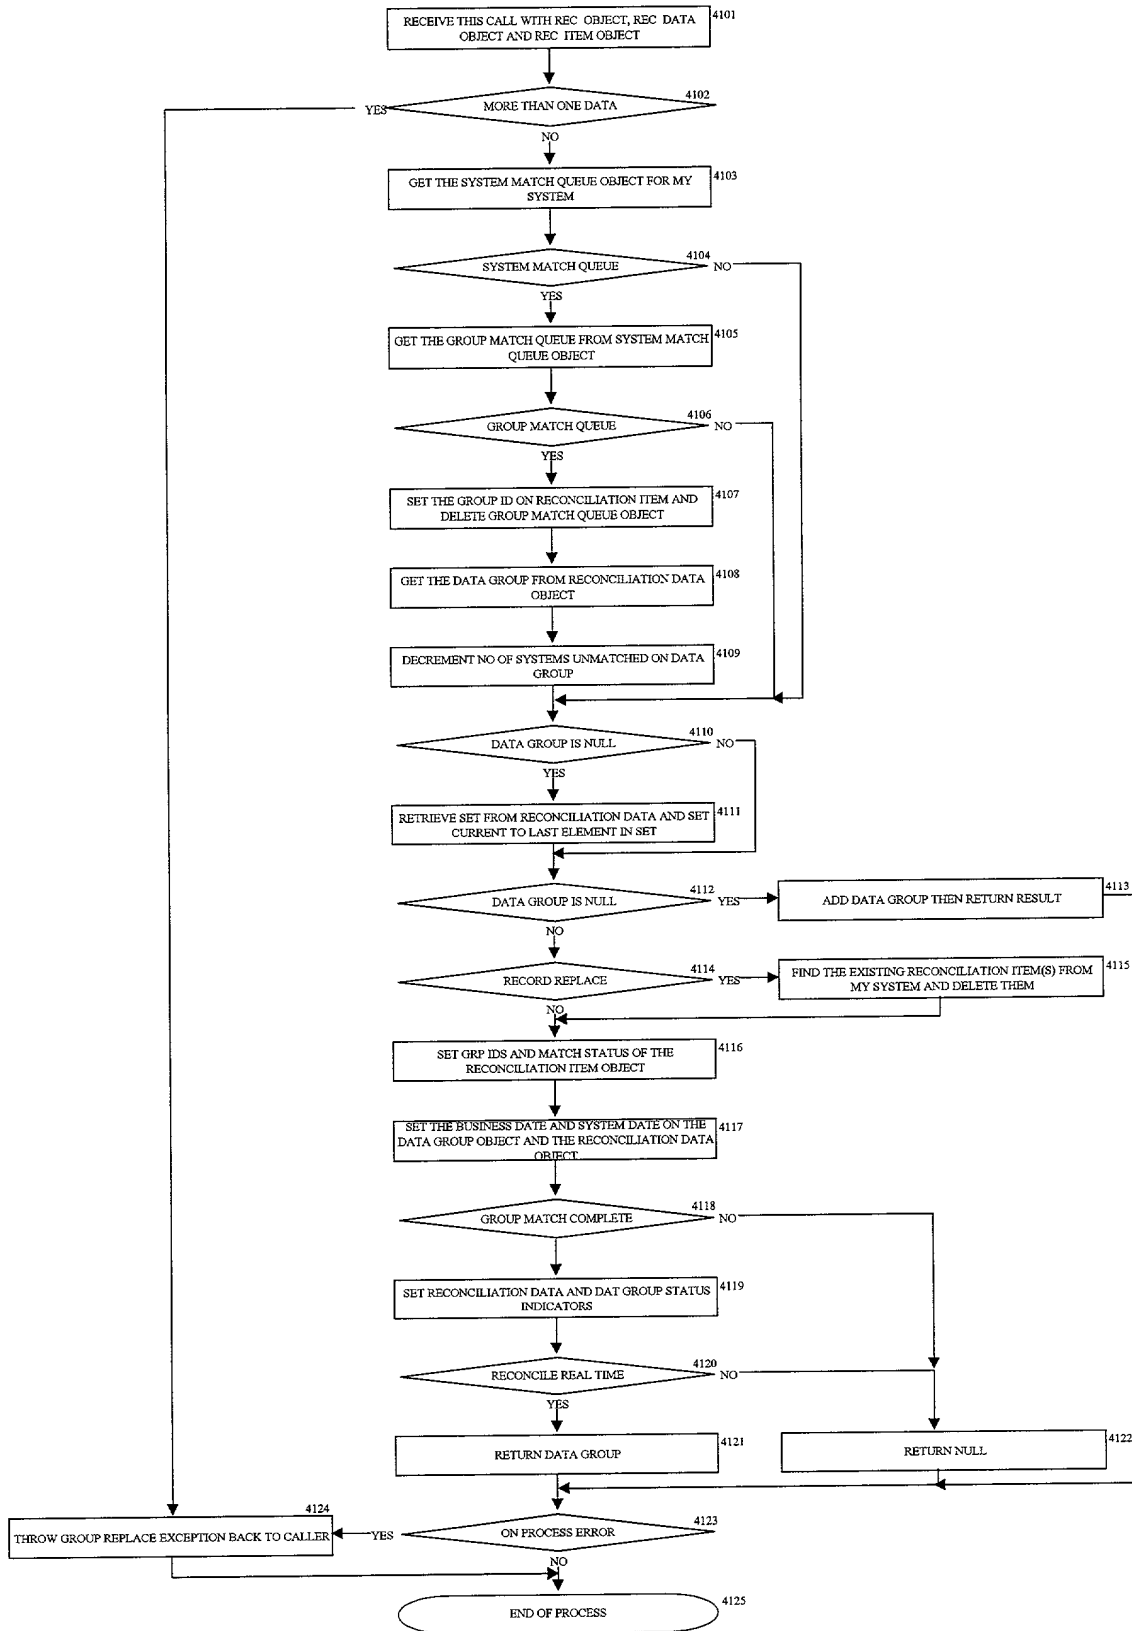 RECEIVE THIS CALL WITH REC OBJECT, REC DATA
OBJECT AND REC ITEM OBJECT
4101
MORE THAN ONE DATA
4102
YES
NO
GET THE SYSTEM MATCH QUEUE OBJECT FOR MY
SYSTEM
4103
SYSTEM MATCH QUEUE
4104
NO
YES
GET THE GROUP MATCH QUEUE FROM SYSTEM MATCH
QUEUE OBJECT
4105
GROUP MATCH QUEUE
4106
NO
YES
SET THE GROUP ID ON RECONCILIATION ITEM AND
DELETE GROUP MATCH QUEUE OBJECT
4107
GET THE DATA GROUP FROM RECONCILIATION DATA
OBJECT
4108
DECREMENT NO OF SYSTEMS UNMATCHED ON DATA
GROUP
4109
DATA GROUP IS NULL
4110
NO
YES
RETRIEVE SET FROM RECONCILIATION DATA AND SET
CURRENT TO LAST ELEMENT IN SET
4111
DATA GROUP IS NULL
4112
YES
ADD DATA GROUP THEN RETURN RESULT
4113
NO
RECORD REPLACE
4114
YES
FIND THE EXISTING RECONCILIATION ITEM(S) FROM
MY SYSTEM AND DELETE THEM
4115
NO
SET GRP IDS AND MATCH STATUS OF THE
RECONCILIATION ITEM OBJECT
4116
SET THE BUSINESS DATE AND SYSTEM DATE ON THE
DATA GROUP OBJECT AND THE RECONCILIATION DATA
OBJECT
4117
GROUP MATCH COMPLETE
4118
NO
SET RECONCILIATION DATA AND DAT GROUP STATUS
INDICATORS
4119
RECONCILE REAL TIME
4120
NO
YES
RETURN DATA GROUP
4121
RETURN NULL
4122
ON PROCESS ERROR
4123
YES
THROW GROUP REPLACE EXCEPTION BACK TO CALLER
4124
NO
END OF PROCESS
4125